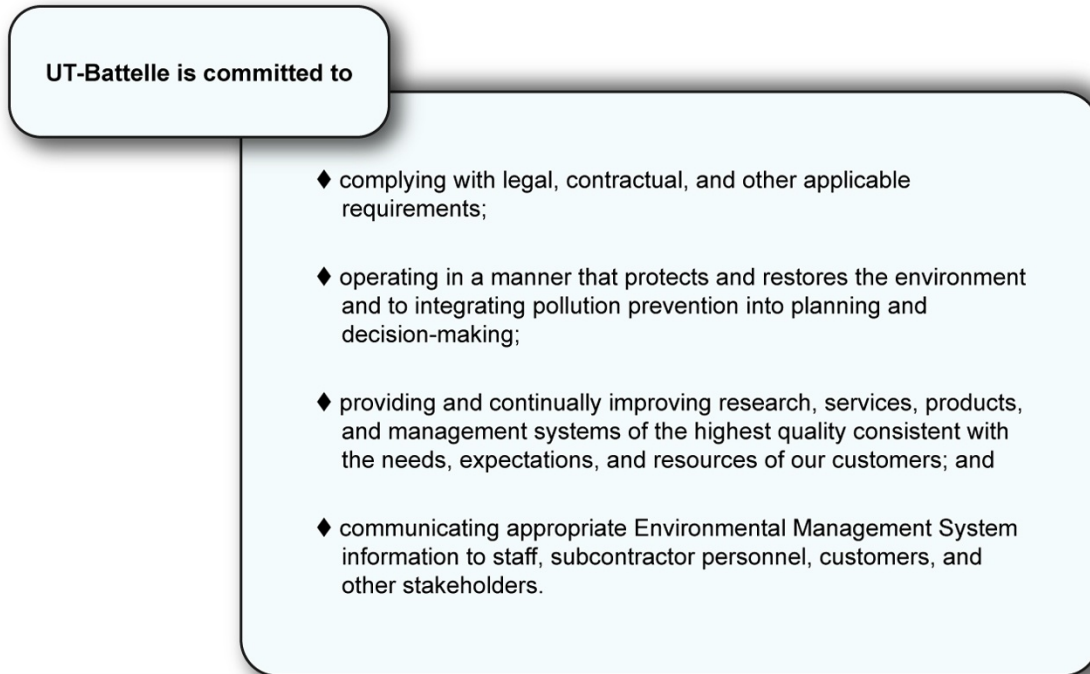 UT-Battelle is committed to
♦ complying with legal, contractual, and other applicable
requirements;
♦ operating in a manner that protects and restores the environment
and to integrating pollution prevention into planning and
decision-making;
♦ providing and continually improving research, services, products,
and management systems of the highest quality consistent with
the needs, expectations, and resources of our customers; and
♦ communicating appropriate Environmental Management System
information to staff, subcontractor personnel, customers, and
other stakeholders.